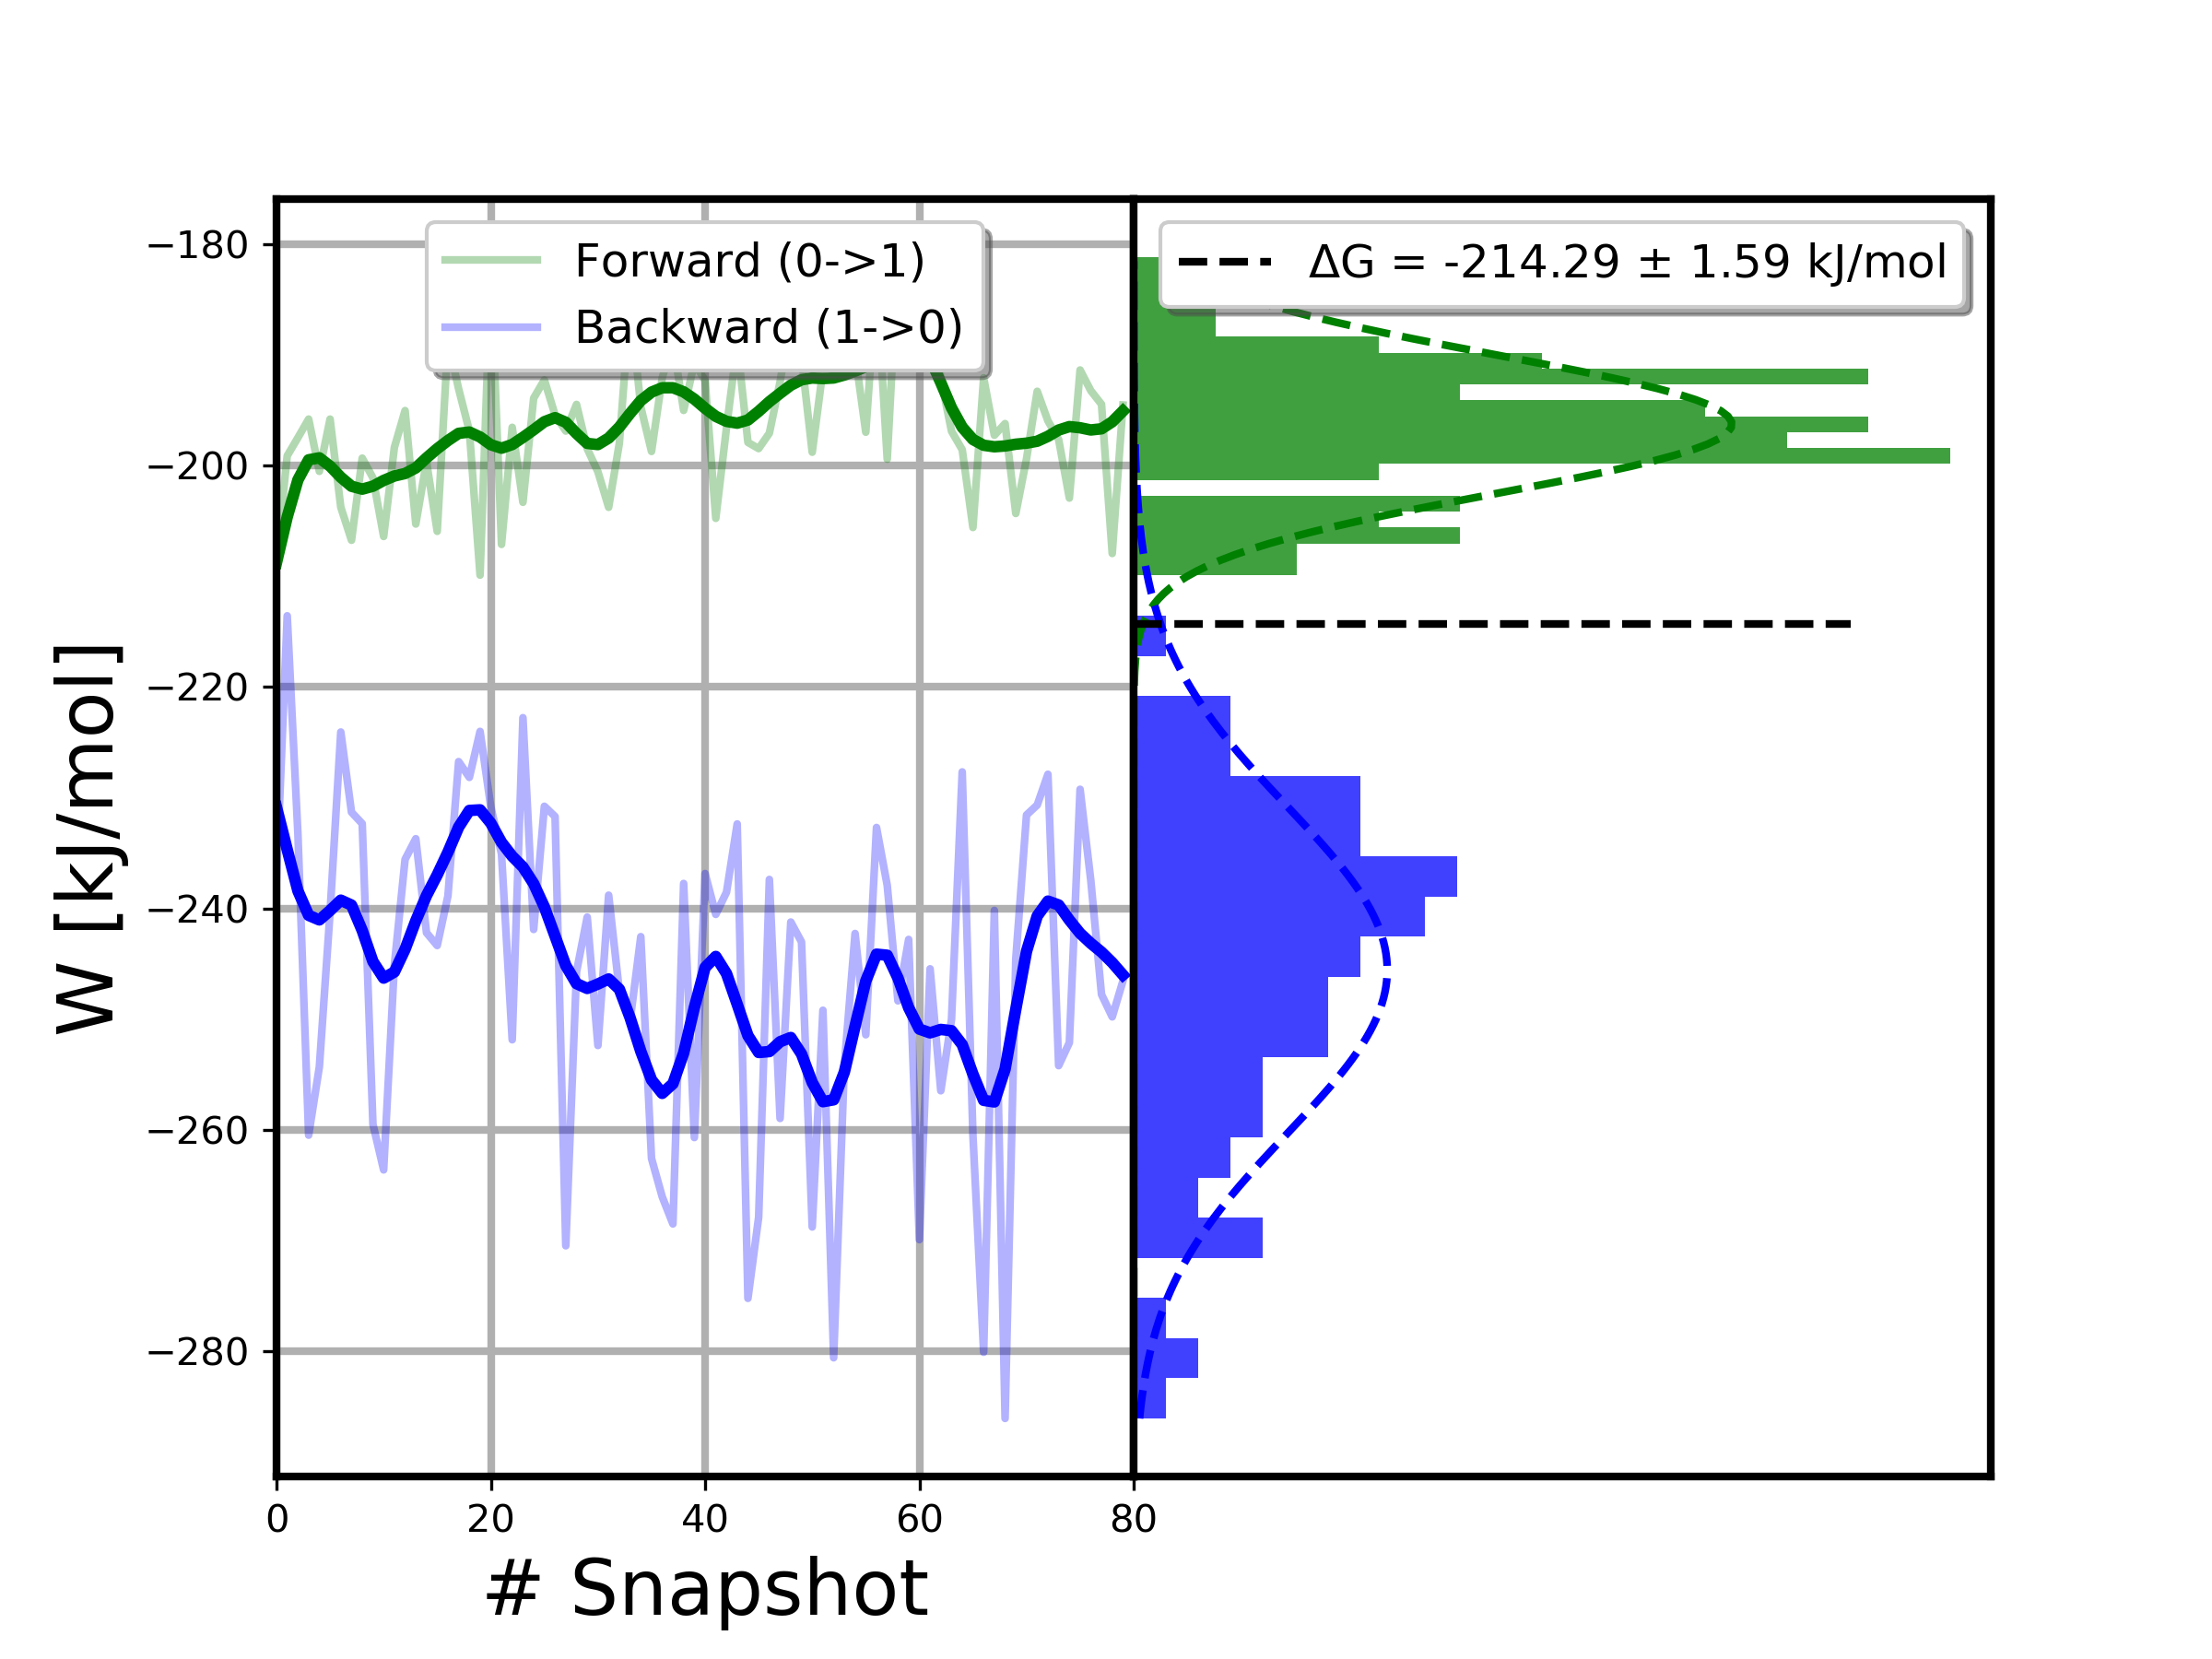 Forward (0->1)
Backward (1->0)
ΔG = -214.29 ± 1.59 kJ/mol
W [kJ/mol]
−180
−200
−220
−240
−260
−280
0 20 40 60 80
# Snapshot